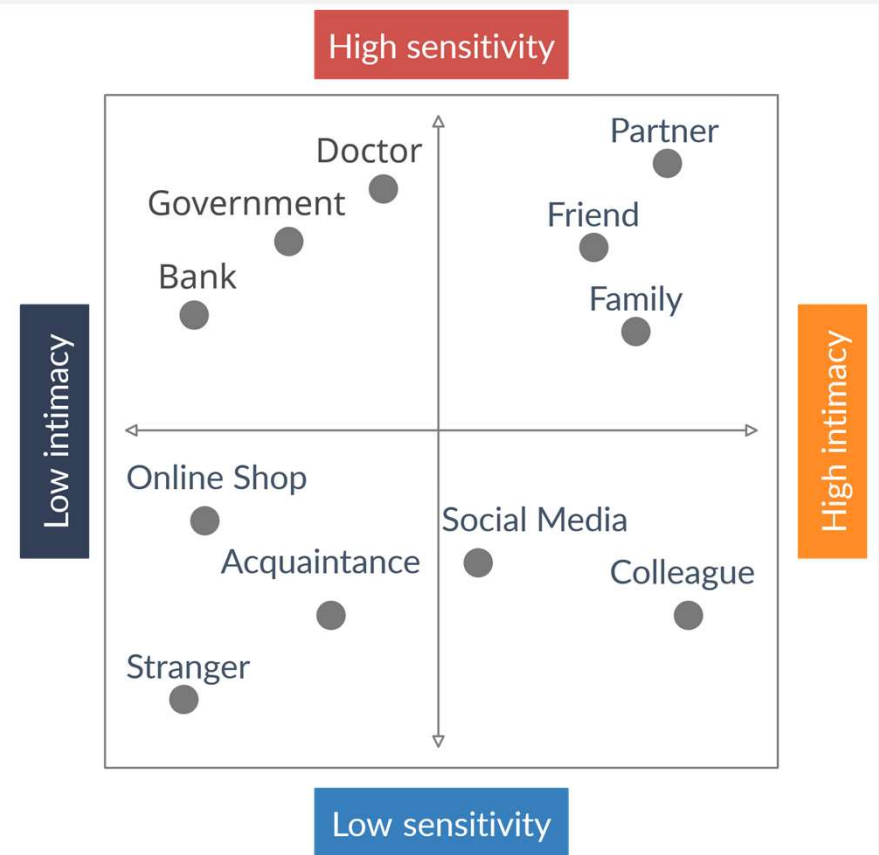 High sensitivity
Partner
Doctor
Government
Friend
Bank
Family
Low intimacy
High intimacy
Online Shop
Social Media
Acquaintance
Colleague
Stranger
Low sensitivity